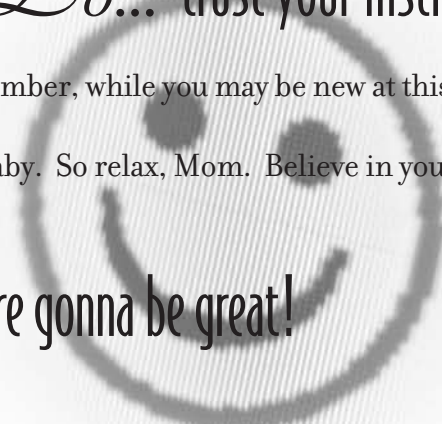 So... trust your
mber, while you may be new at this
by. So relax, Mom. Believe in you
re gonna be great!